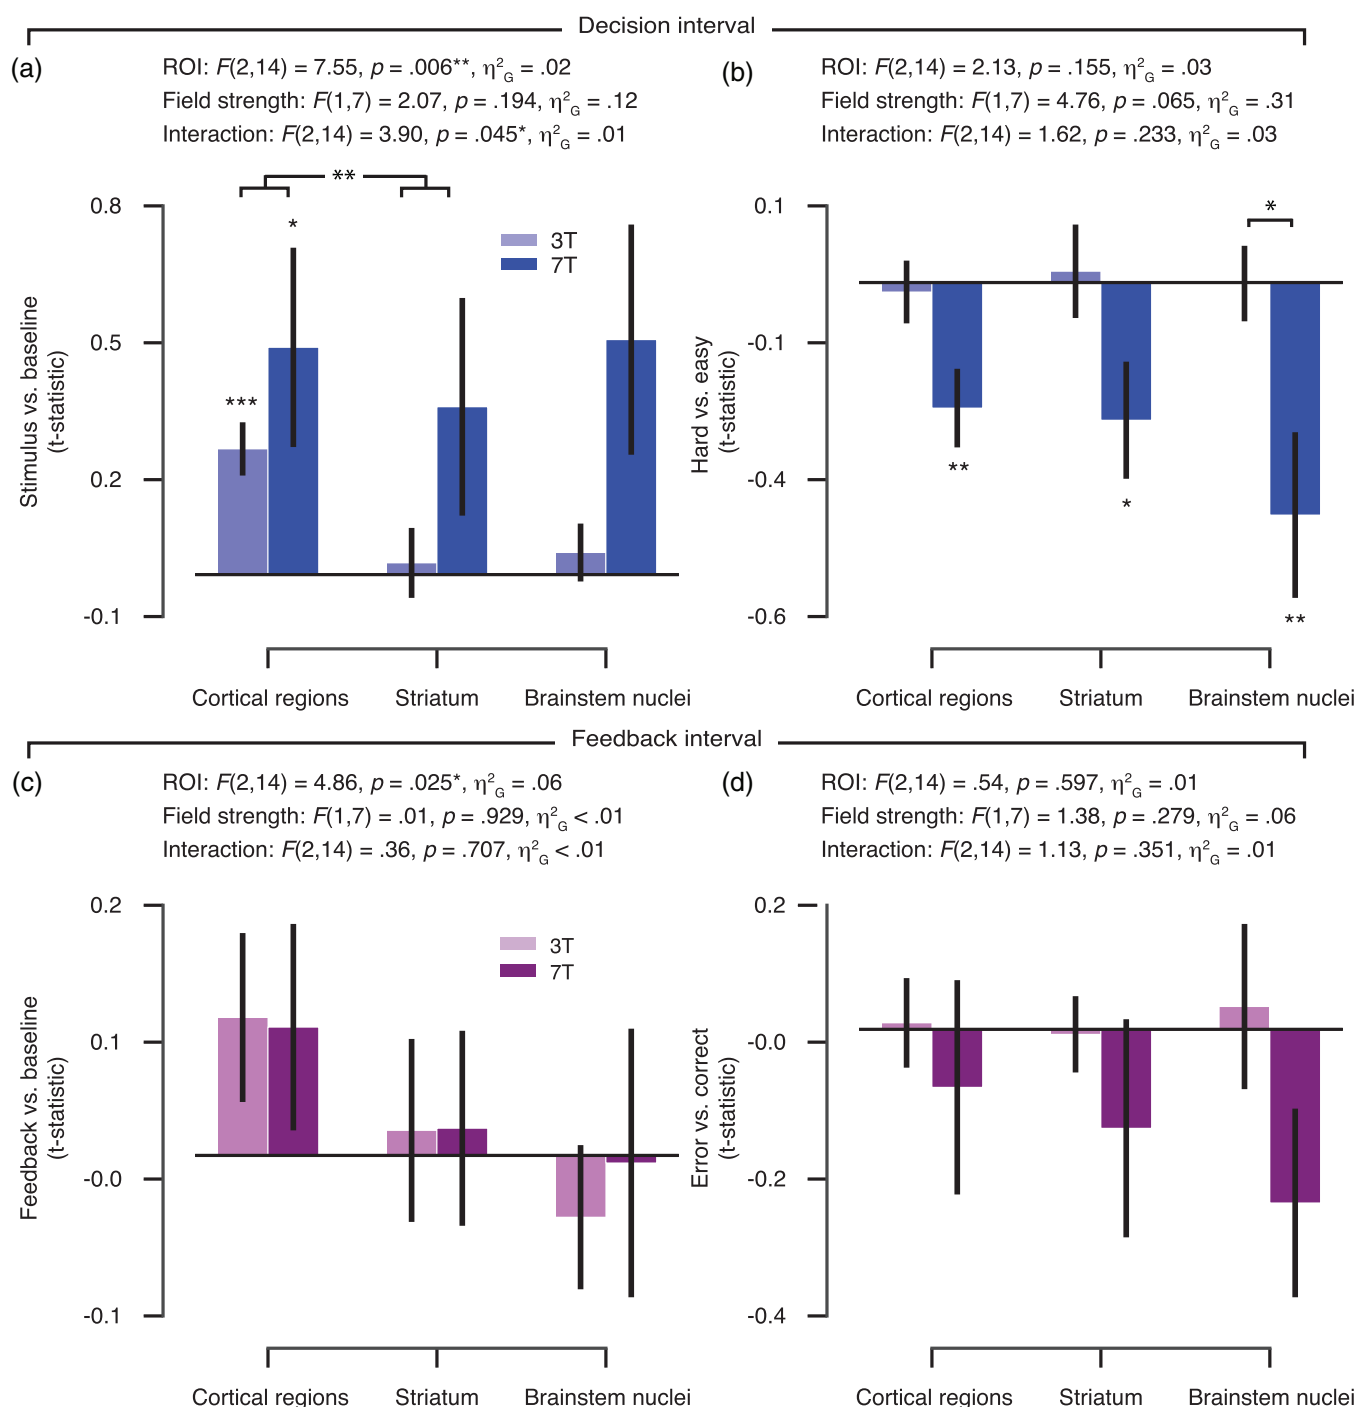 Decision interval
(a)
ROI: F(2,14) = 7.55, p = .006**, η²G = .02
Field strength: F(1,7) = 2.07, p = .194, η²G = .12
Interaction: F(2,14) = 3.90, p = .045*, η²G = .01
**
0.8
*
3T
7T
0.5
***
0.2
-0.1
Stimulus vs. baseline
(t-statistic)
Cortical regions
Striatum
Brainstem nuclei
(b)
ROI: F(2,14) = 2.13, p = .155, η²G = .03
Field strength: F(1,7) = 4.76, p = .065, η²G = .31
Interaction: F(2,14) = 1.62, p = .233, η²G = .03
0.1
*
-0.1
**
-0.4
*
-0.6
**
Hard vs. easy
(t-statistic)
Cortical regions
Striatum
Brainstem nuclei
Feedback interval
(c)
ROI: F(2,14) = 4.86, p = .025*, η²G = .06
Field strength: F(1,7) = .01, p = .929, η²G < .01
Interaction: F(2,14) = .36, p = .707, η²G < .01
0.2
3T
7T
0.1
-0.0
-0.1
Feedback vs. baseline
(t-statistic)
Cortical regions
Striatum
Brainstem nuclei
(d)
ROI: F(2,14) = .54, p = .597, η²G = .01
Field strength: F(1,7) = 1.38, p = .279, η²G = .06
Interaction: F(2,14) = 1.13, p = .351, η²G = .01
0.2
-0.0
-0.2
-0.4
Error vs. correct
(t-statistic)
Cortical regions
Striatum
Brainstem nuclei